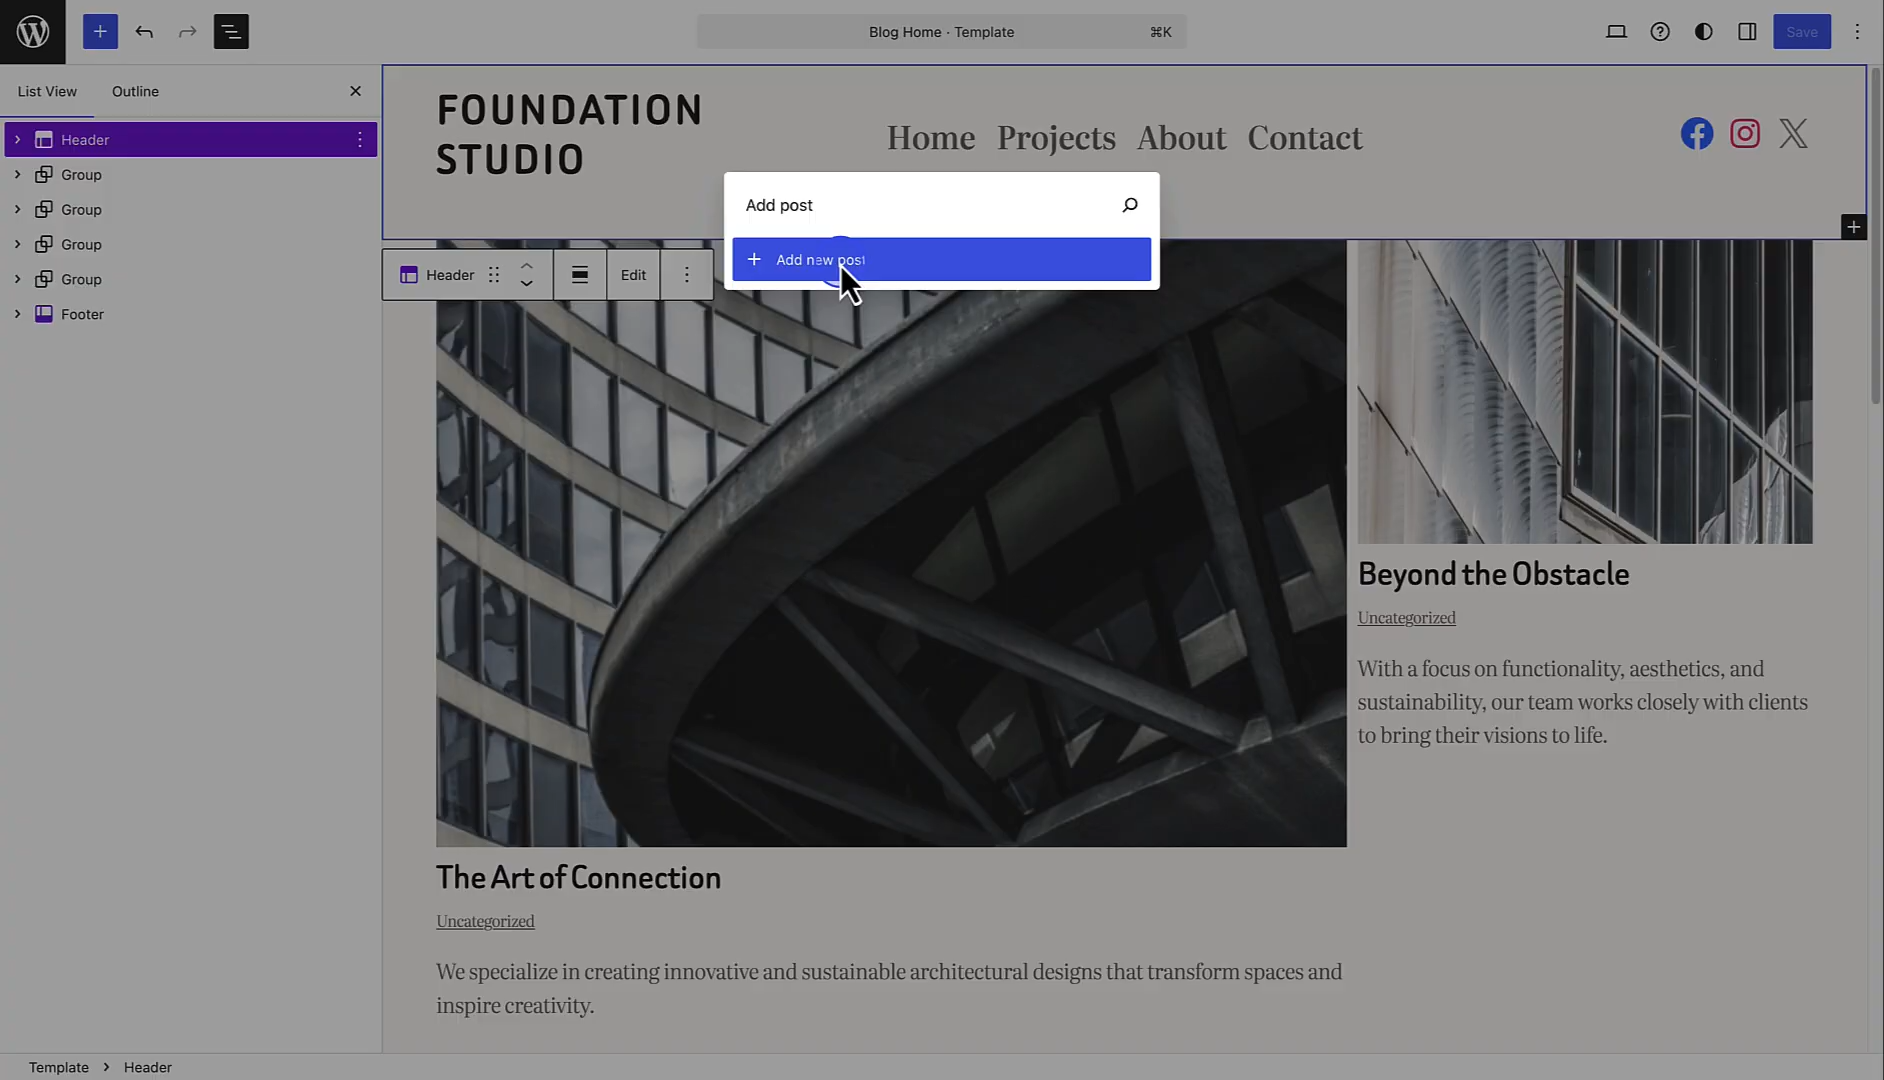 Blog Home · Template
⌘K
Save
List View
Outline
Header
Group
Group
Group
Group
Footer
FOUNDATION
STUDIO
Home Projects About Contact
Add post
Add new post
Header
Edit
Beyond the Obstacle
Uncategorized
With a focus on functionality, aesthetics, and
sustainability, our team works closely with clients
to bring their visions to life.
The Art of Connection
Uncategorized
We specialize in creating innovative and sustainable architectural designs that transform spaces and
inspire creativity.
Template > Header